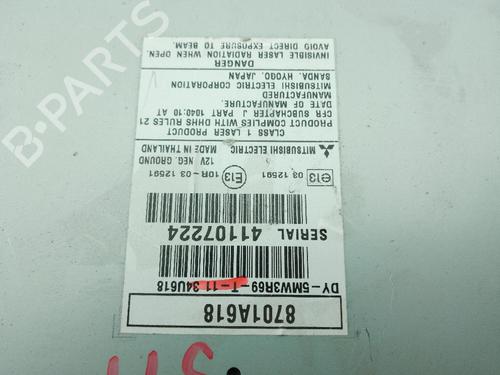 8701A618
DY-5MW3R69-T-11 34U618
SERIAL 41107224
e13 03 12591 E13 10R-03 12591
12V NEG. GROUND
MITSUBISHI ELECTRIC MADE IN THAILAND
CLASS 1 LASER PRODUCT
PRODUCT COMPLIES WITH DHHS RULES 21
CFR SUBCHAPTER J PART 1040:10 AT
DATE OF MANUFACTURE.
MANUFACTURED
MITSUBISHI ELECTRIC CORPORATION
SANDA. HYOGO. JAPAN
DANGER
INVISIBLE LASER RADIATION WHEN OPEN.
AVOID DIRECT EXPOSURE TO BEAM.
B-PARTS